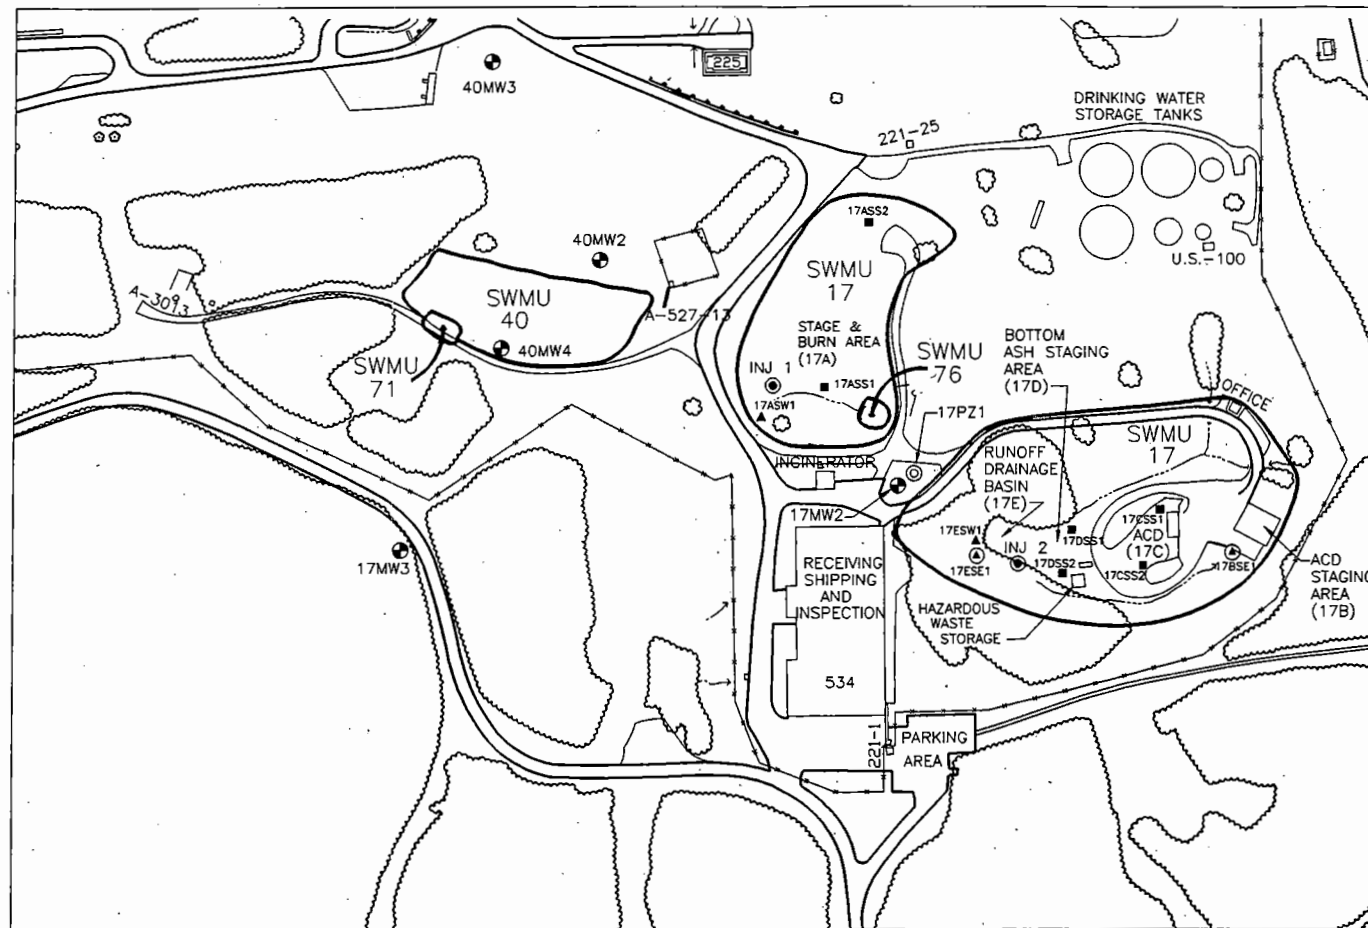 225
40MW3
DRINKING WATER
STORAGE TANKS
221-25
17ASS2
40MW2
U.S.-100
SWMU
17
A-3093
SWMU
40
A-527-13
STAGE &
BURN AREA
(17A)
BOTTOM
ASH STAGING
AREA
(17D)
SWMU
76
40MW4
SWMU
71
INJ 1
17ASS1
17ASW1
OFFICE
17PZ1
SWMU
17
RUNOFF
DRAINAGE
BASIN
(17E)
INCINERATOR
17MW2
17ESW1
17DSS1
17CSS1
ACD
(17C)
INJ 2
17ESE1
17DSS2
17CSS2
17BSE1
17MW3
RECEIVING
SHIPPING
AND
INSPECTION
ACD
STAGING
AREA
(17B)
HAZARDOUS
WASTE
STORAGE
534
221-1
PARKING
AREA